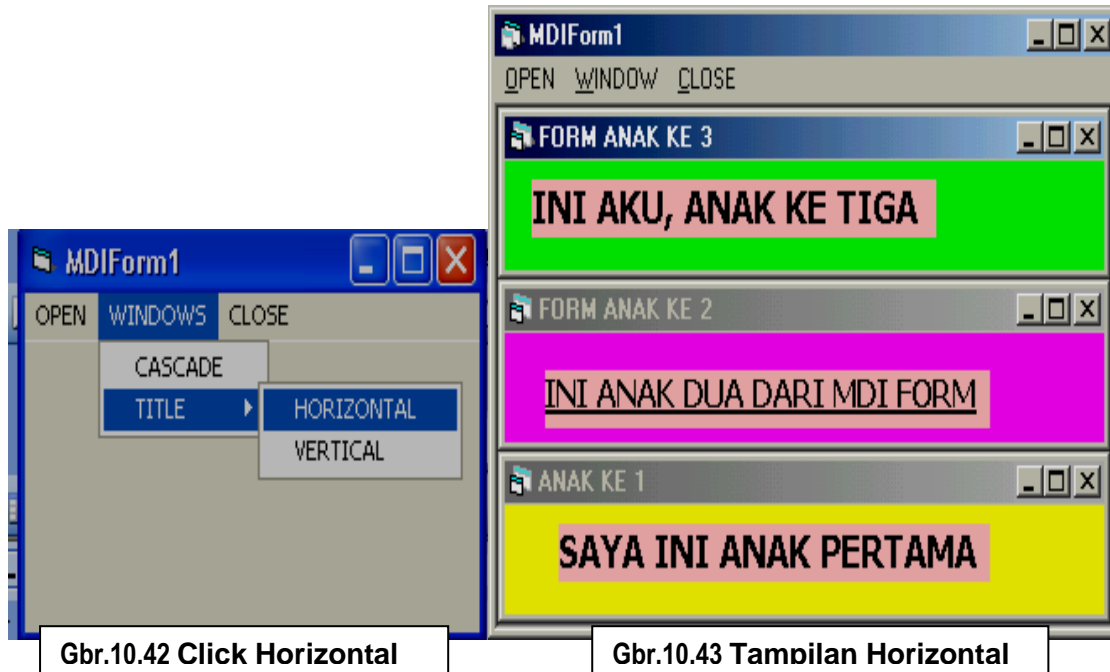 MDIForm1
OPEN WINDOWS CLOSE
CASCADE
TITLE HORIZONTAL
VERTICAL
Gbr.10.42 Click Horizontal
MDIForm1
OPEN WINDOW CLOSE
FORM ANAK KE 3
INI AKU, ANAK KE TIGA
FORM ANAK KE 2
INI ANAK DUA DARI MDI FORM
ANAK KE 1
SAYA INI ANAK PERTAMA
Gbr.10.43 Tampilan Horizontal